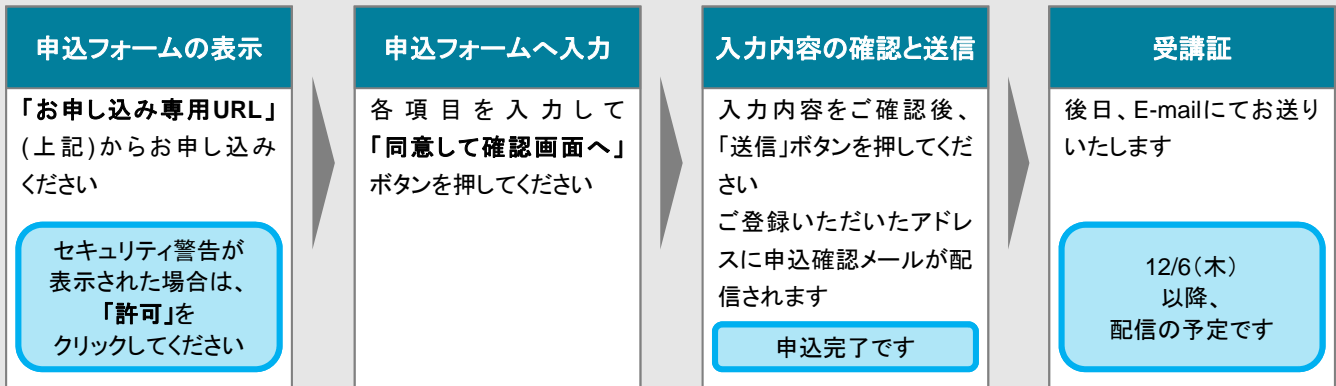 申込フォームの表示
「お申し込み専用URL」
(上記)からお申し込み
ください
セキュリティ警告が
表示された場合は、
「許可」を
クリックしてください
申込フォームへ入力
各項目を入力して
「同意して確認画面へ」
ボタンを押してください
入力内容の確認と送信
入力内容をご確認後、
「送信」ボタンを押してくだ
さい
ご登録いただいたアドレ
スに申込確認メールが配
信されます
申込完了です
受講証
後日、E-mailにてお送り
いたします
12/6(木)
以降、
配信の予定です